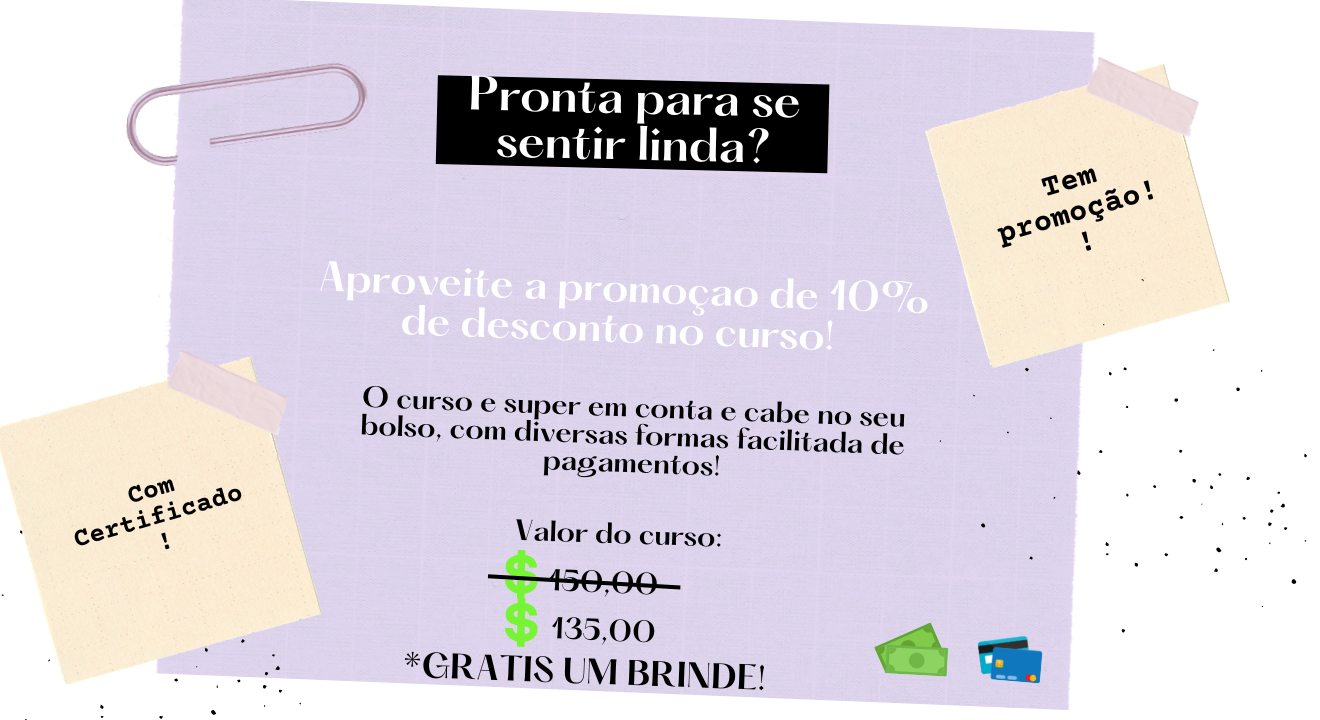 Pronta para se
sentir linda?
Tem
promoção!
!
Aproveite a promoçao de 10%
de desconto no curso!
O curso e super em conta e cabe no seu
bolso, com diversas formas facilitada de
pagamentos!
Com
Certificado
!
Valor do curso:
$ 150,00
$ 135,00
*GRATIS UM BRINDE!